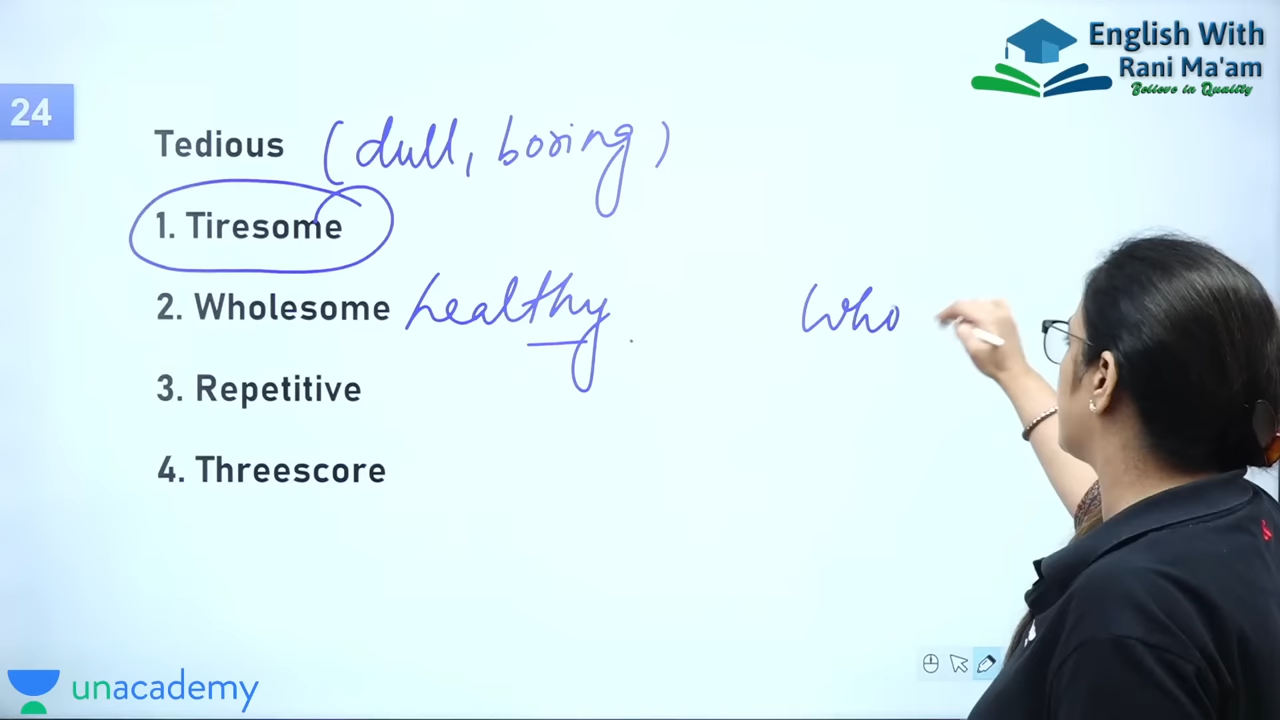 English With
Rani Ma'am
Believe in Quality
24
Tedious (dull, boring)
1. Tiresome
2. Wholesome healthy . Who
3. Repetitive
4. Threescore
unacademy